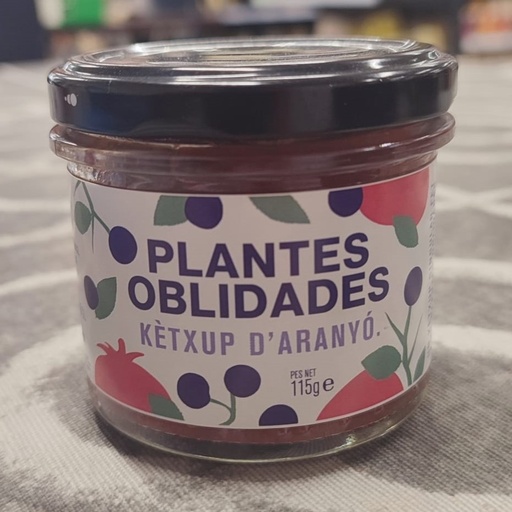 PLANTES
OBLIDADES
KÈTXUP D'ARANYÓ.
PES NET
115g e